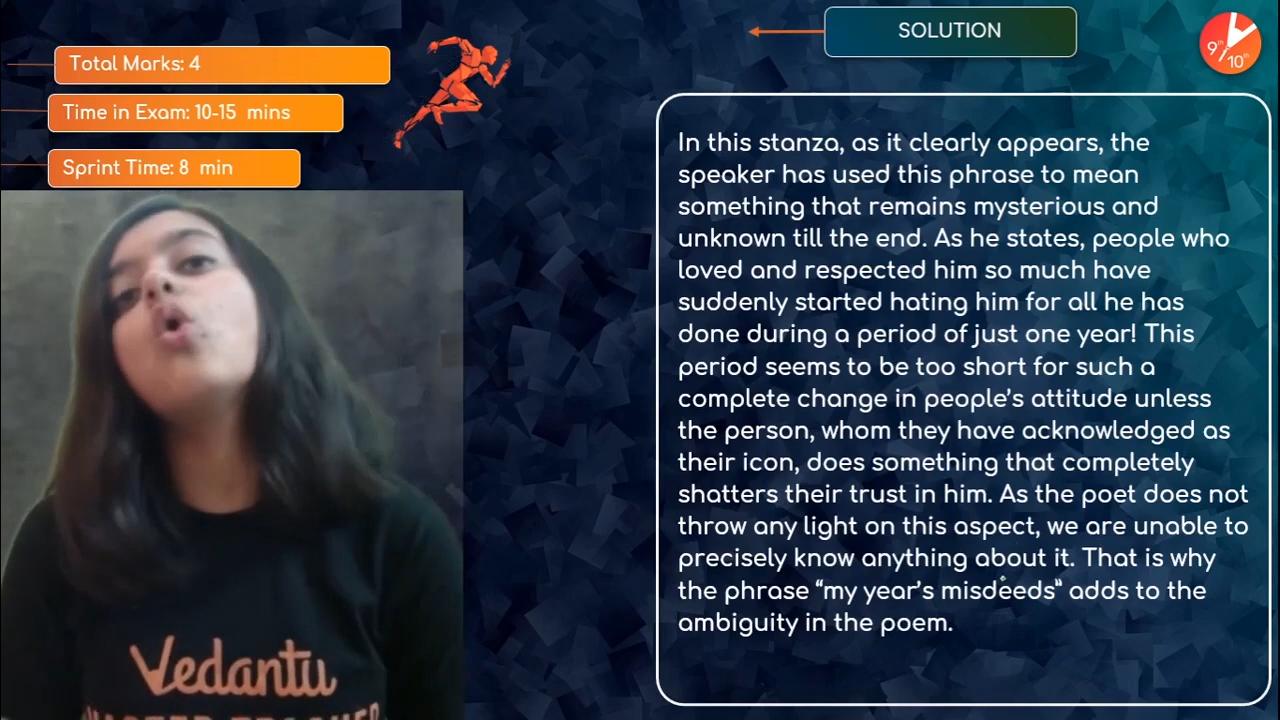 Total Marks: 4
Time in Exam: 10-15 mins
Sprint Time: 8 min
SOLUTION
9th/10th
In this stanza, as it clearly appears, the
speaker has used this phrase to mean
something that remains mysterious and
unknown till the end. As he states, people who
loved and respected him so much have
suddenly started hating him for all he has
done during a period of just one year! This
period seems to be too short for such a
complete change in people's attitude unless
the person, whom they have acknowledged as
their icon, does something that completely
shatters their trust in him. As the poet does not
throw any light on this aspect, we are unable to
precisely know anything about it. That is why
the phrase “my year's misdeeds” adds to the
ambiguity in the poem.
Vedantu